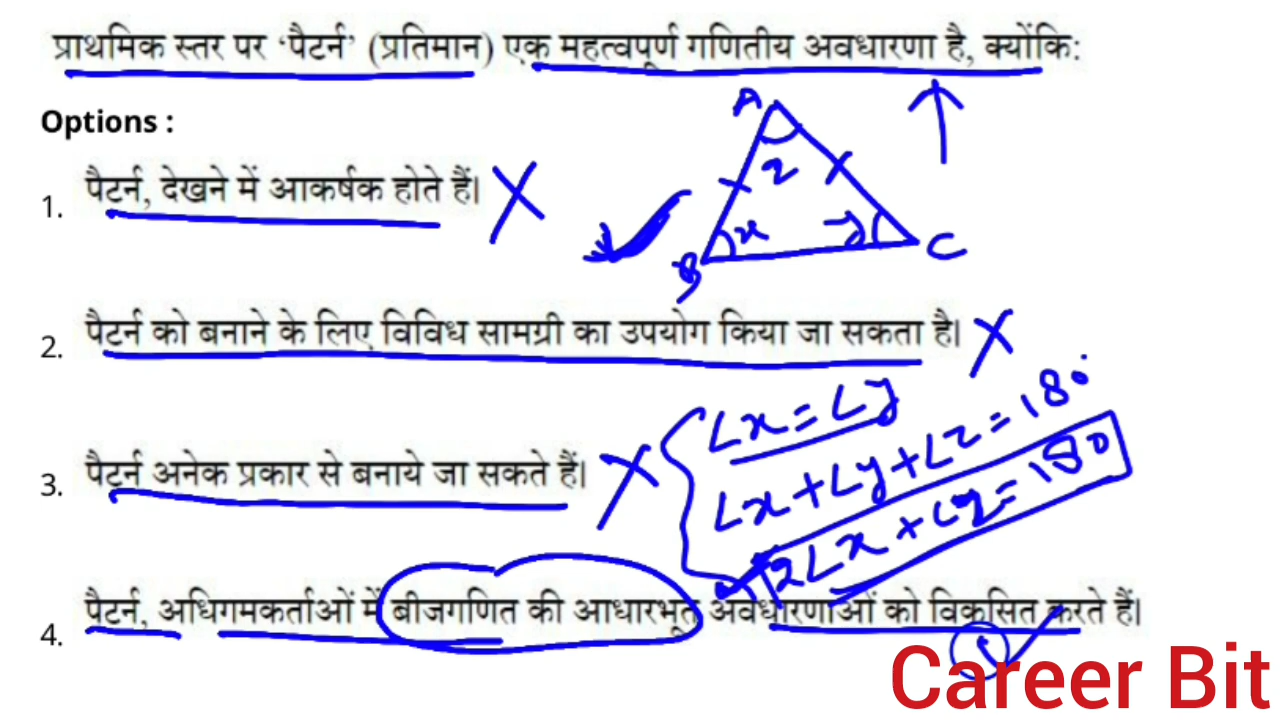 प्राथमिक स्तर पर ‘पैटर्न’ (प्रतिमान) एक महत्वपूर्ण गणितीय अवधारणा है, क्योंकि:
Options :
1. पैटर्न, देखने में आकर्षक होते हैं।
A
2
x
y
B
C
2. पैटर्न को बनाने के लिए विविध सामग्री का उपयोग किया जा सकता है।
∠x = ∠y
∠x + ∠y + ∠z = 180
3. पैटर्न अनेक प्रकार से बनाये जा सकते हैं।
2∠x + ∠z = 180
4. पैटर्न, अधिगमकर्ताओं में बीजगणित की आधारभूत अवधारणाओं को विकसित करते हैं।
Career Bit